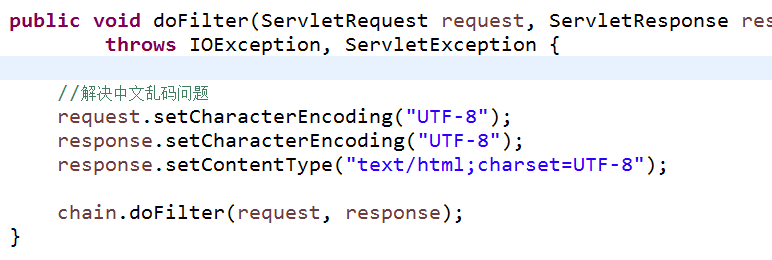 public void doFilter(ServletRequest request, ServletResponse res
throws IOException, ServletException {
//解决中文乱码问题
request.setCharacterEncoding("UTF-8");
response.setCharacterEncoding("UTF-8");
response.setContentType("text/html;charset=UTF-8");
chain.doFilter(request, response);
}